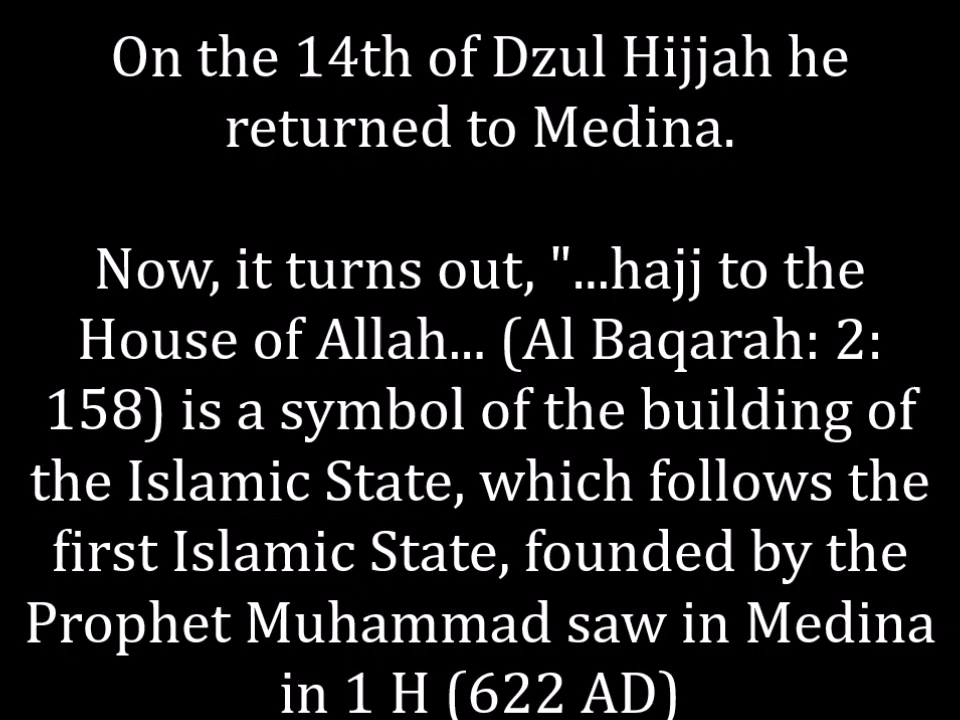 On the 14th of Dzul Hijjah he
returned to Medina.
Now, it turns out, "...hajj to the
House of Allah... (Al Baqarah: 2:
158) is a symbol of the building of
the Islamic State, which follows the
first Islamic State, founded by the
Prophet Muhammad saw in Medina
in 1 H (622 AD)